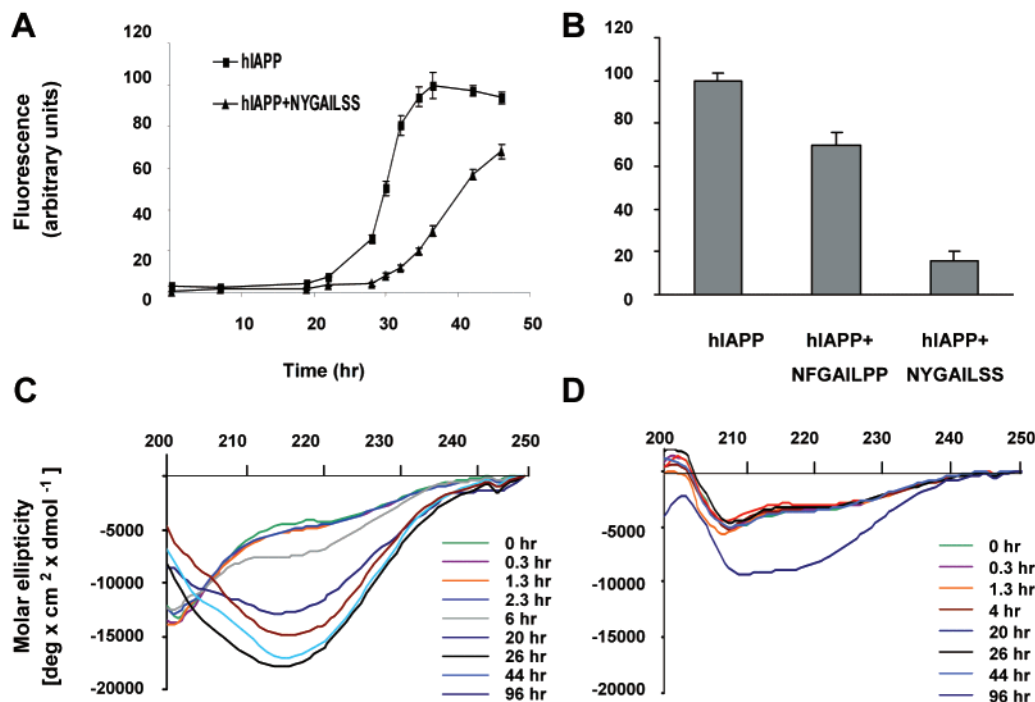 A
120
100
80
60
40
20
0
Fluorescence
(arbitrary units)
hIAPP
hIAPP+NYGAILSS
10
20
30
40
50
Time (hr)
B
120
100
80
60
40
20
0
hIAPP
hIAPP+
NFGAILPP
hIAPP+
NYGAILSS
C
200
210
220
230
240
250
-5000
-10000
-15000
-20000
Molar ellipticity
[deg x cm 2 x dmol -1 ]
0 hr
0.3 hr
1.3 hr
2.3 hr
6 hr
20 hr
26 hr
44 hr
96 hr
D
200
210
220
230
240
250
-5000
-10000
-15000
-20000
0 hr
0.3 hr
1.3 hr
4 hr
20 hr
26 hr
44 hr
96 hr